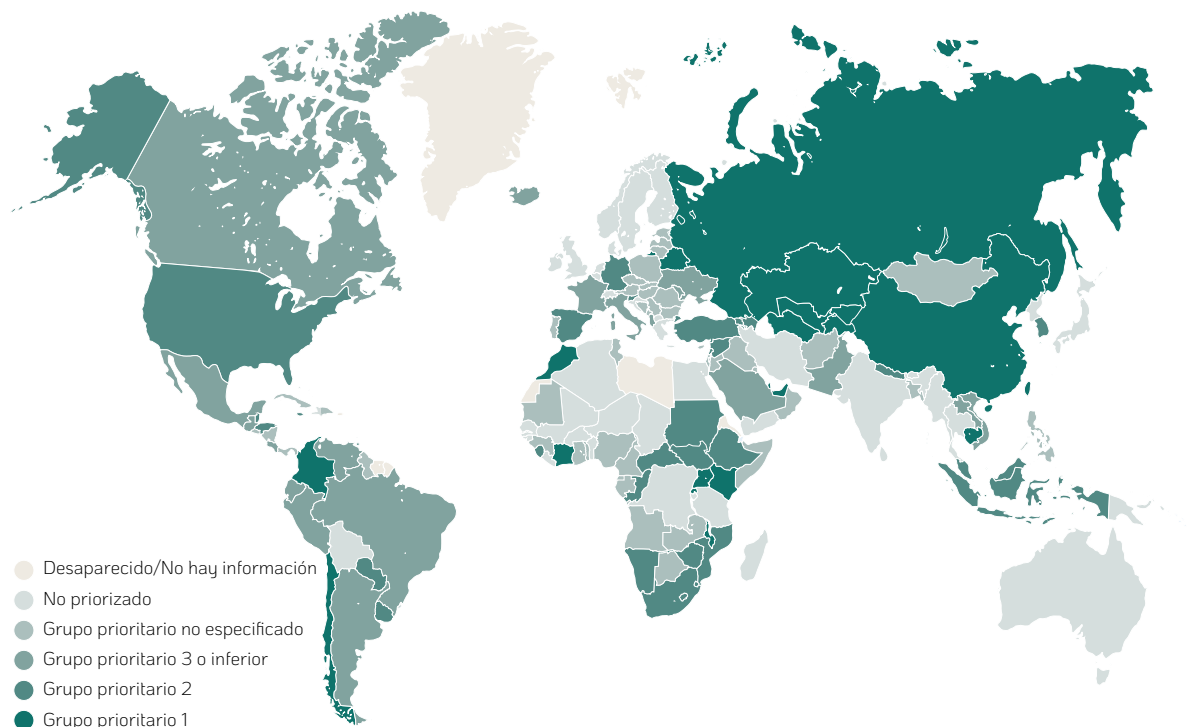 Desaparecido/No hay información
No priorizado
Grupo prioritario no especificado
Grupo prioritario 3 o inferior
Grupo prioritario 2
Grupo prioritario 1